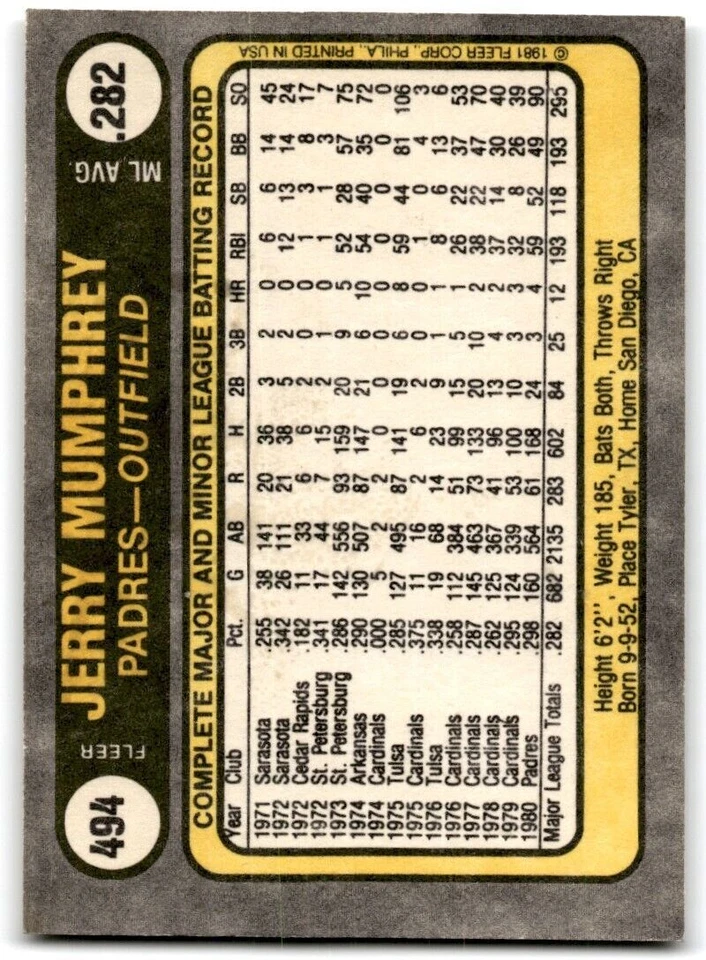 494
FLEER
JERRY MUMPHREY
PADRES—OUTFIELD
ML AVG.
.282
COMPLETE MAJOR AND MINOR LEAGUE BATTING RECORD
Year Club Pct. G AB R H 2B 3B HR RBI SB BB SO
1971 Sarasota .255 38 141 20 36 3 2 0 6 6 14 45
1972 Sarasota .342 26 111 21 38 5 2 0 12 13 14 24
1972 Cedar Rapids .182 11 33 6 6 2 0 0 1 3 8 17
1972 St. Petersburg .341 17 44 7 15 2 1 0 1 1 3 7
1973 St. Petersburg .286 142 556 93 159 20 9 5 52 28 57 75
1974 Arkansas .290 130 507 87 147 21 6 10 54 40 35 72
1974 Cardinals .000 5 2 2 0 0 0 0 0 0 0 0
1975 Tulsa .285 127 495 87 141 19 6 8 59 44 81 106
1975 Cardinals .375 11 16 2 6 2 0 0 1 0 4 3
1976 Tulsa .338 19 68 14 23 9 1 1 8 6 13 6
1976 Cardinals .258 112 384 51 99 15 5 1 26 22 37 53
1977 Cardinals .287 145 463 73 133 20 10 2 38 22 47 70
1978 Cardinals .262 125 367 41 96 13 4 2 37 14 30 40
1979 Cardinals .295 124 339 53 100 10 3 3 32 8 26 39
1980 Padres .298 160 564 61 168 24 3 4 59 52 49 90
Major League Totals .282 682 2135 283 602 84 25 12 193 118 193 295
Height 6'2", Weight 185, Bats Both, Throws Right
Born 9-9-52, Place Tyler, TX, Home San Diego, CA
© 1981 FLEER CORP., PHILA., PRINTED IN USA